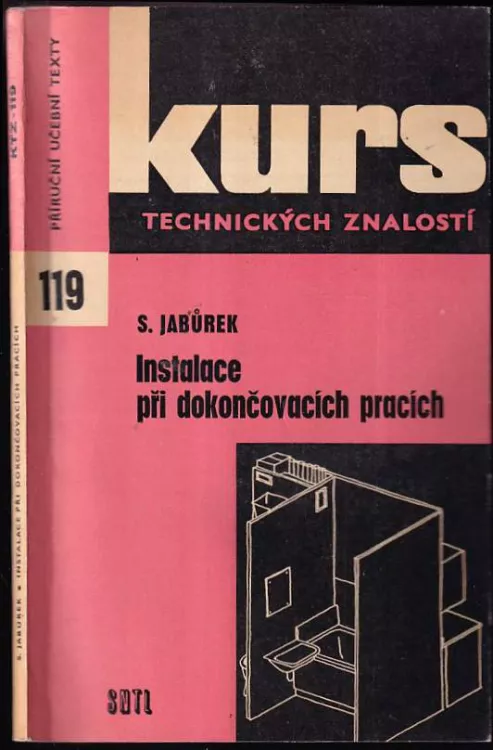 KTZ - 119
S. JABŮREK • INSTALACE PŘI DOKONČOVACÍCH PRACÍCH
PŘÍRUČNÍ UČEBNÍ TEXTY
kurs
TECHNICKÝCH ZNALOSTÍ
119
S. JABŮREK
Instalace
při dokončovacích pracích
SNTL